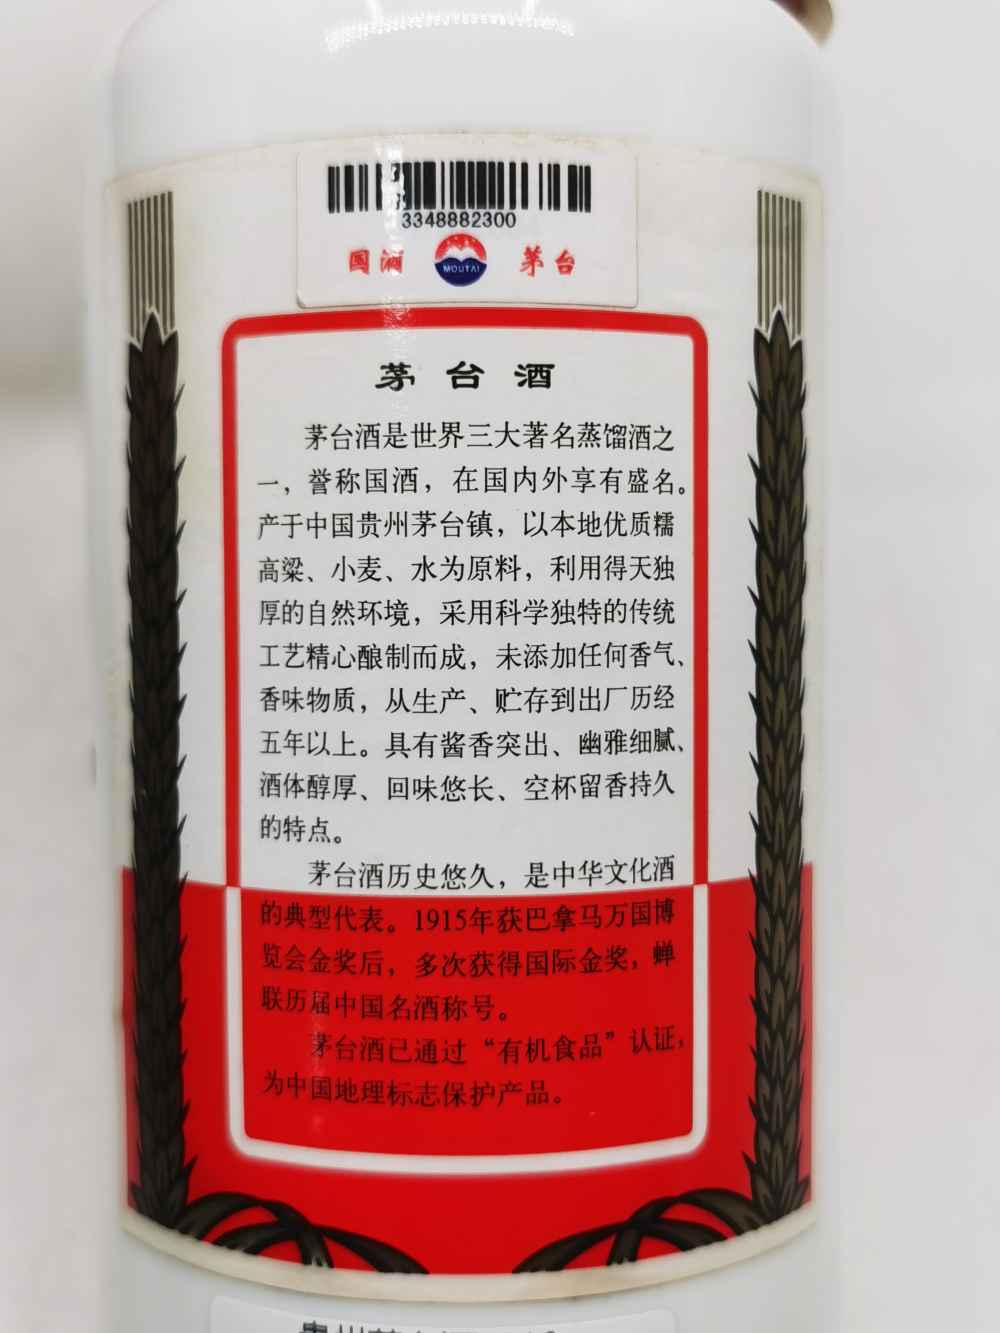 3348882300
国酒 MOUTAI 茅台
茅台酒
茅台酒是世界三大著名蒸馏酒之
一，誉称国酒，在国内外享有盛名。
产于中国贵州茅台镇，以本地优质糯
高粱、小麦、水为原料，利用得天独
厚的自然环境，采用科学独特的传统
工艺精心酿制而成，未添加任何香气、
香味物质，从生产、贮存到出厂历经
五年以上。具有酱香突出、幽雅细腻、
酒体醇厚、回味悠长、空杯留香持久
的特点。
茅台酒历史悠久，是中华文化酒
的典型代表。1915年获巴拿马万国博
览会金奖后，多次获得国际金奖，蝉
联历届中国名酒称号。
茅台酒已通过“有机食品”认证，
为中国地理标志保护产品。